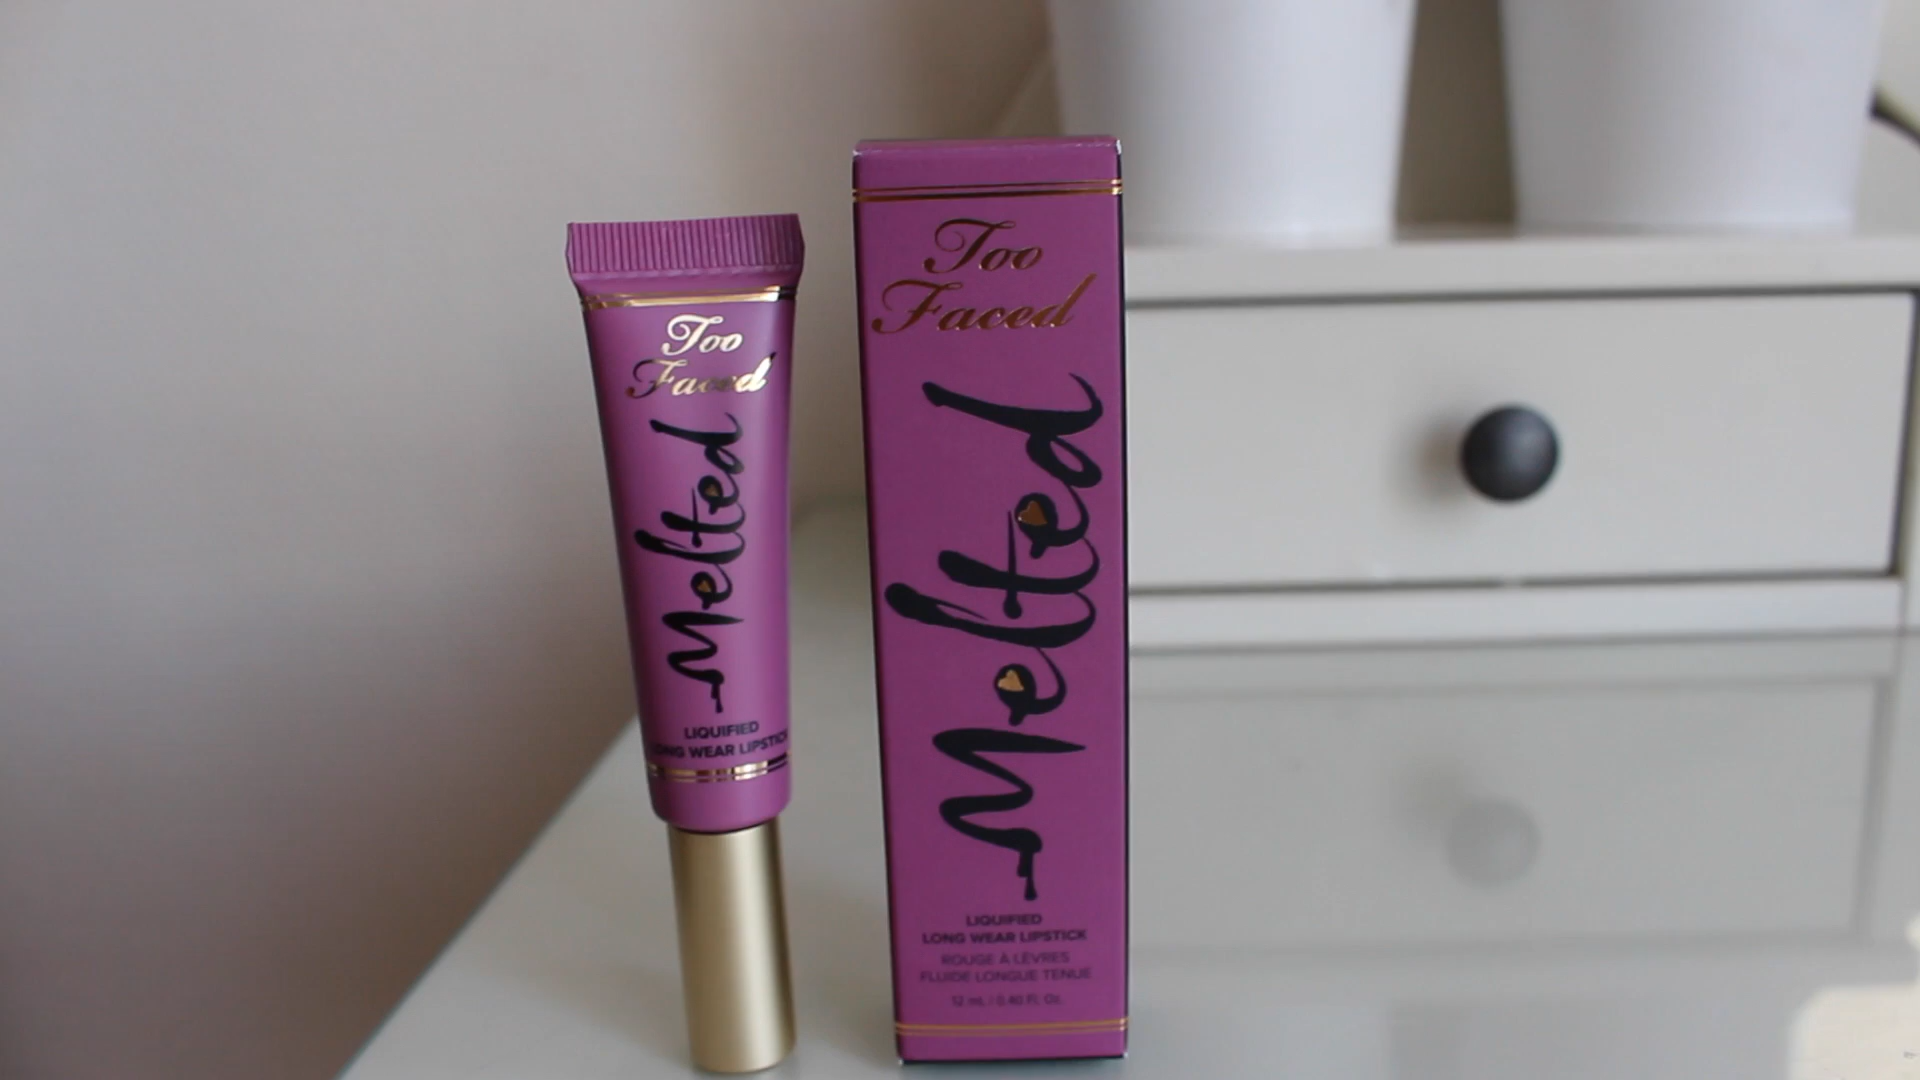 Too
Faced
Melted
LIQUIFIED
LONG WEAR LIPSTICK
Too
Faced
Melted
LIQUIFIED
LONG WEAR LIPSTICK
ROUGE À LÈVRES
FLUIDE LONGUE TENUE
12 mL / 0.40 Fl. Oz.